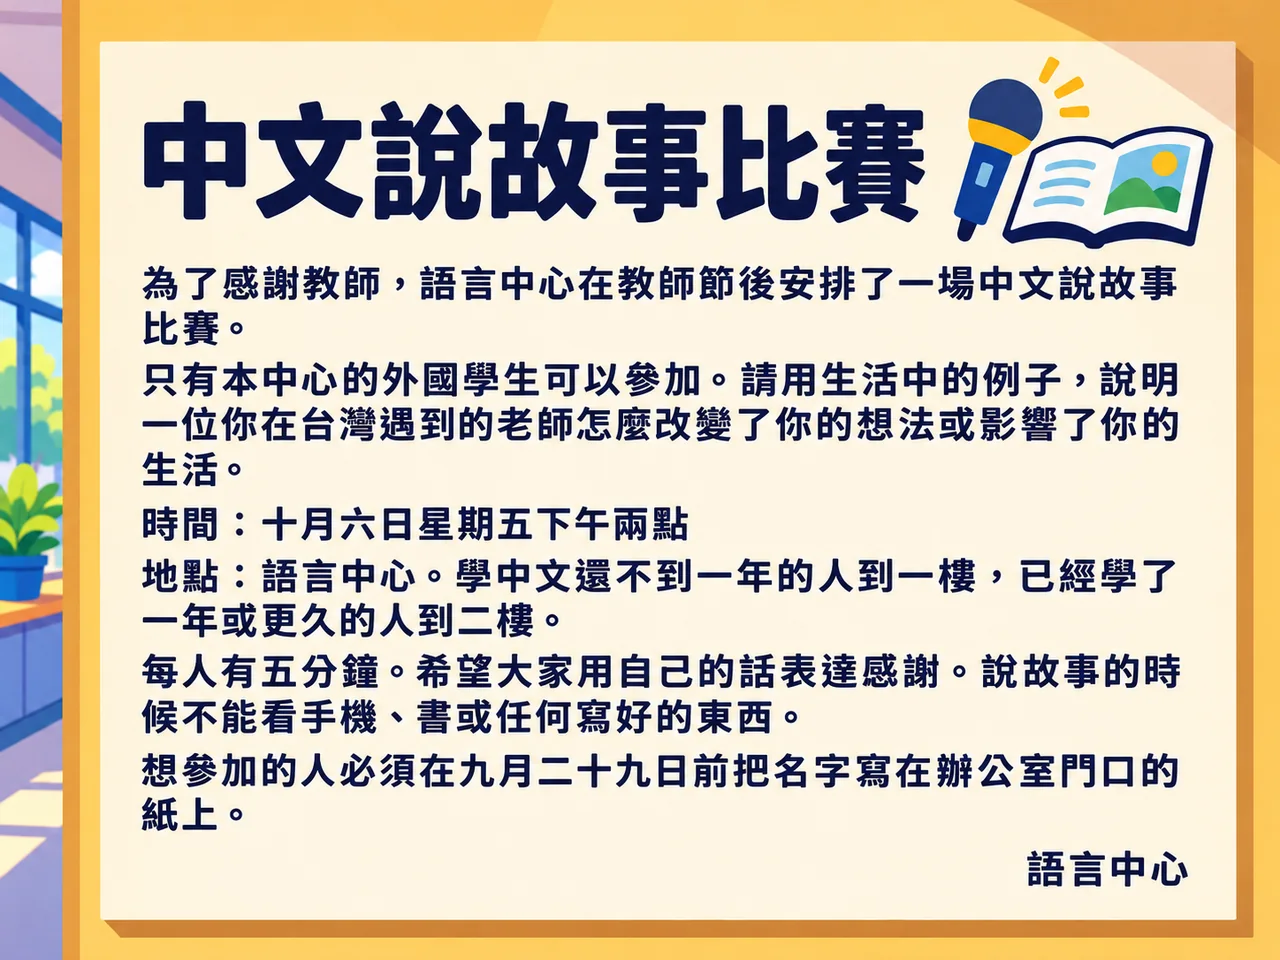 中文說故事比賽
為了感謝教師，語言中心在教師節後安排了一場中文說故事
比賽。
只有本中心的外國學生可以參加。請用生活中的例子，說明
一位你在台灣遇到的老師怎麼改變了你的想法或影響了你的
生活。
時間：十月六日星期五下午兩點
地點：語言中心。學中文還不到一年的人到一樓，已經學了
一年或更久的人到二樓。
每人有五分鐘。希望大家用自己的話表達感謝。說故事的時
候不能看手機、書或任何寫好的東西。
想參加的人必須在九月二十九日前把名字寫在辦公室門口的
紙上。
語言中心